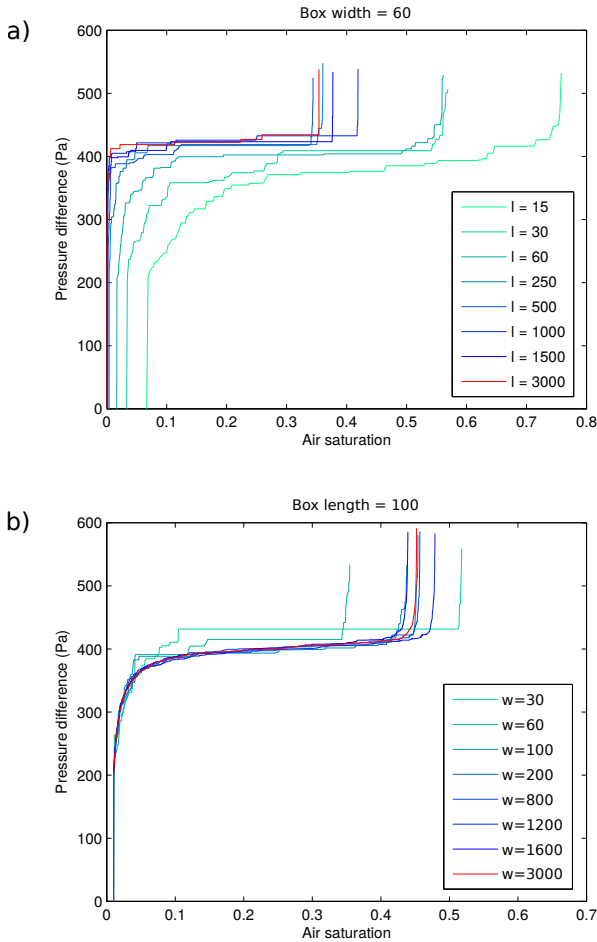 a)
Box width = 60
600
500
400
300
200
100
0
Pressure difference (Pa)
l = 15
l = 30
l = 60
l = 250
l = 500
l = 1000
l = 1500
l = 3000
0 0.1 0.2 0.3 0.4 0.5 0.6 0.7 0.8
Air saturation
b)
Box length = 100
600
500
400
300
200
100
0
Pressure difference (Pa)
w=30
w=60
w=100
w=200
w=800
w=1200
w=1600
w=3000
0 0.1 0.2 0.3 0.4 0.5 0.6 0.7
Air saturation